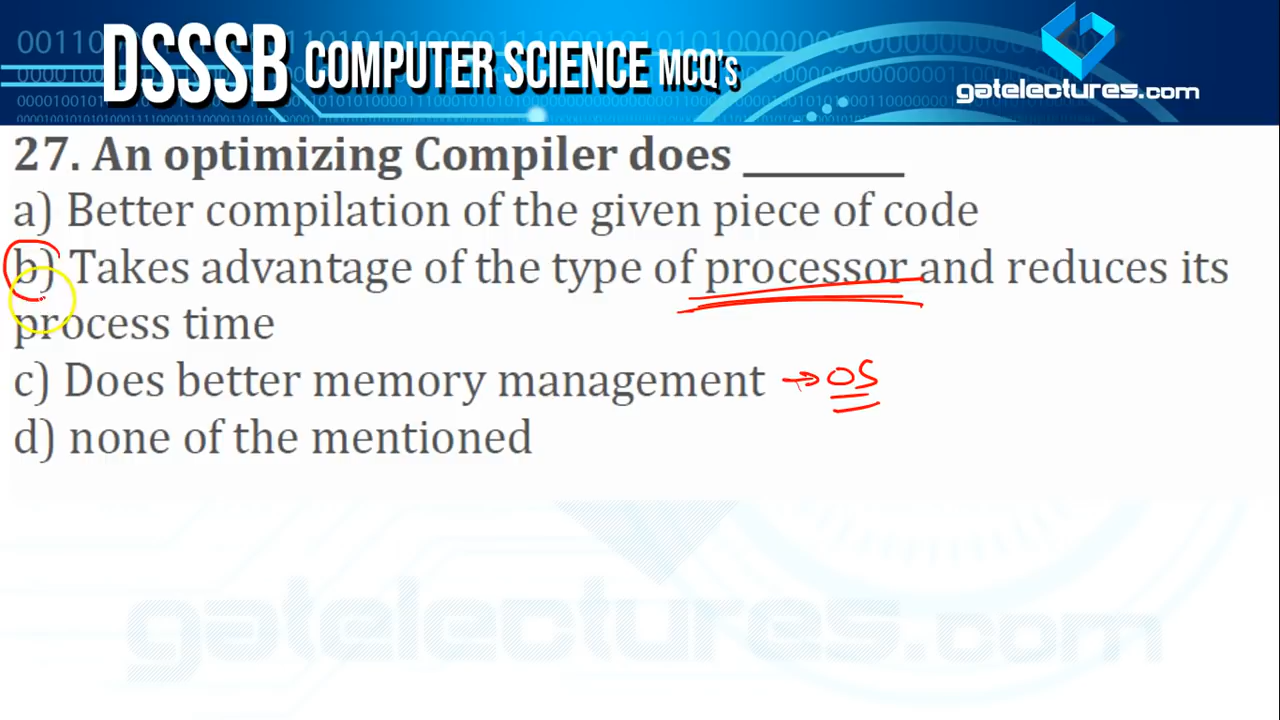 DSSSB COMPUTER SCIENCE MCQ's
gatelectures.com
27. An optimizing Compiler does ________
a) Better compilation of the given piece of code
b) Takes advantage of the type of processor and reduces its
process time
c) Does better memory management → OS
d) none of the mentioned
gatelectures.com